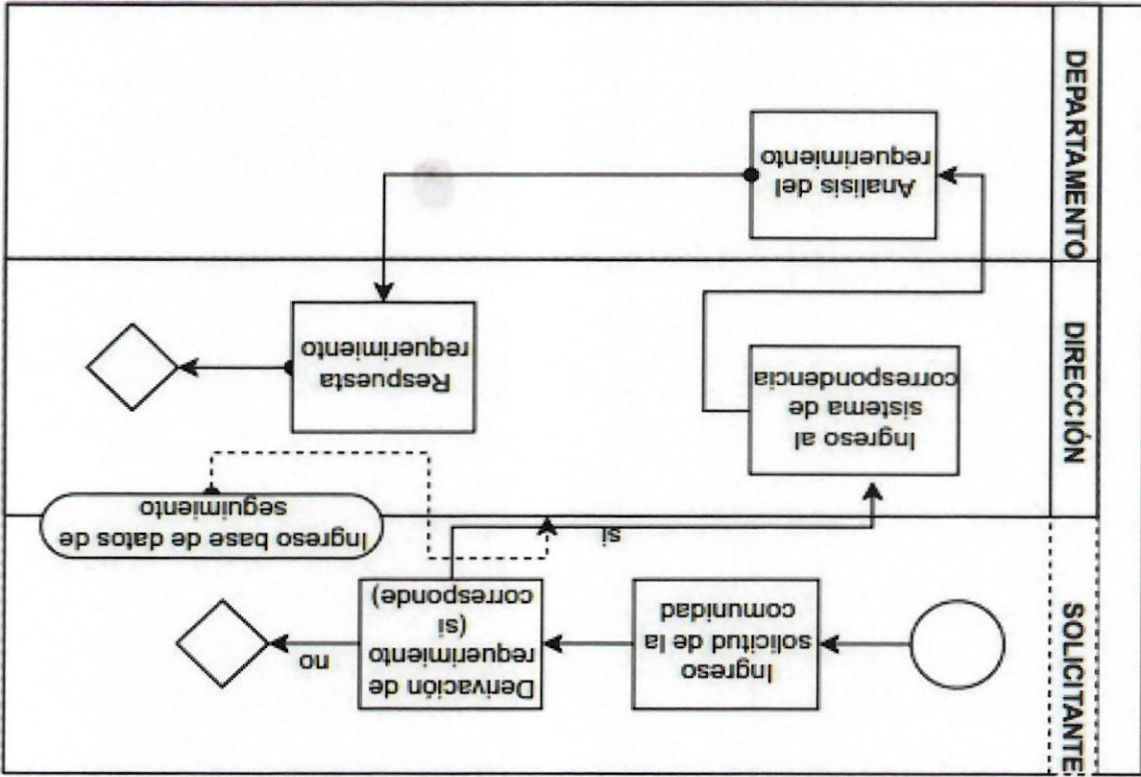 SOLICITANTE
Ingreso
solicitud de la
comunidad
Derivación de
requerimiento
(si
corresponde)
no
si
Ingreso base de datos de
seguimiento
DIRECCIÓN
Ingreso al
sistema de
correspondencia
Respuesta
requerimiento
DEPARTAMENTO
Analisis del
requerimiento